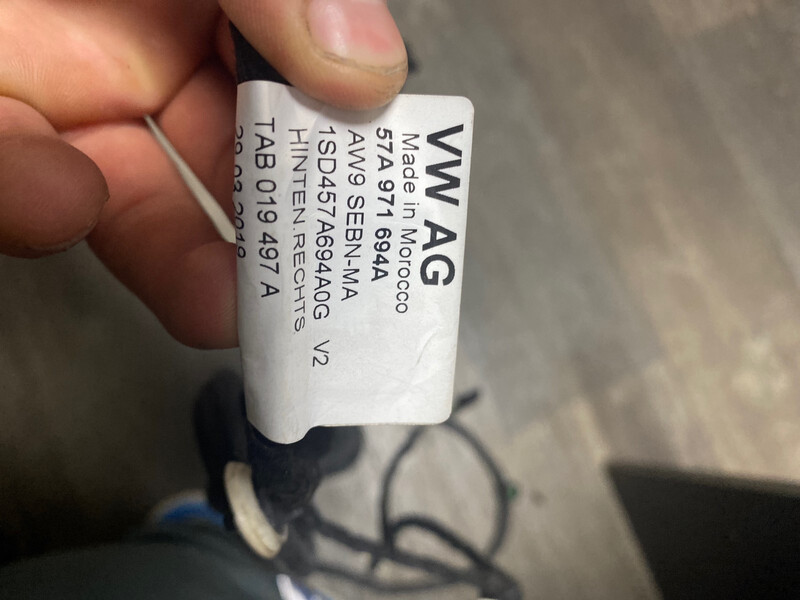 VW AG
Made in Morocco
57A 971 694A
AW9 SEBN-MA
1SD457A694A0G V2
HINTEN.RECHTS
TAB 019 497 A